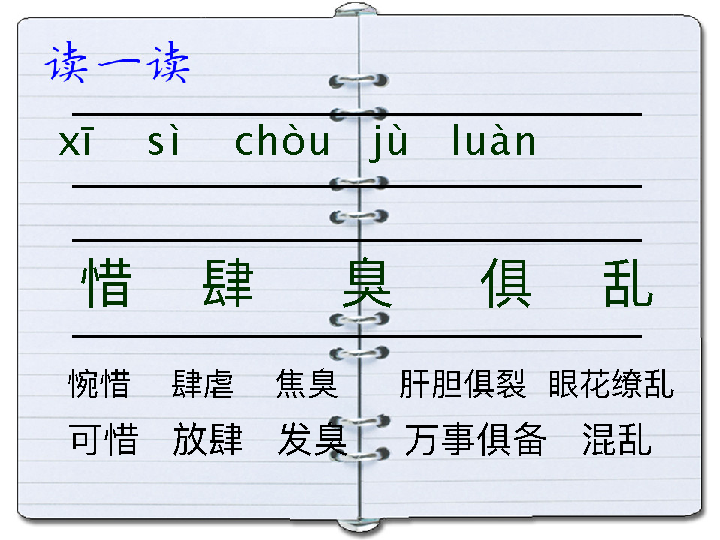 读一读
xī sì chòu jù luàn
惜 肆 臭 俱 乱
惋惜 肆虐 焦臭 肝胆俱裂 眼花缭乱
可惜 放肆 发臭 万事俱备 混乱